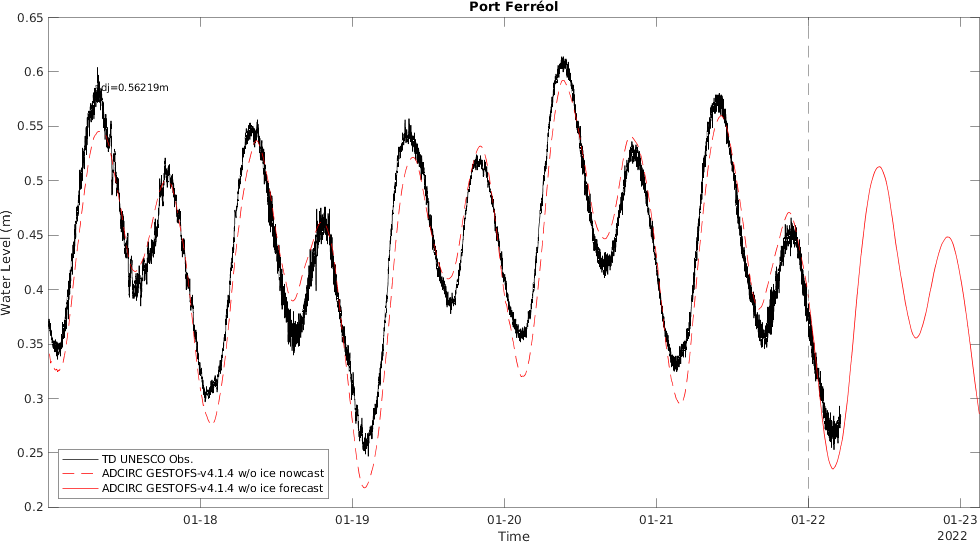 Port Ferréol
0.65
0.6
0.55
0.5
0.45
0.4
0.35
0.3
0.25
0.2
Water Level (m)
dj=0.56219m
TD UNESCO Obs.
ADCIRC GESTOFS-v4.1.4 w/o ice nowcast
ADCIRC GESTOFS-v4.1.4 w/o ice forecast
01-18
01-19
01-20
01-21
01-22
01-23
Time
2022